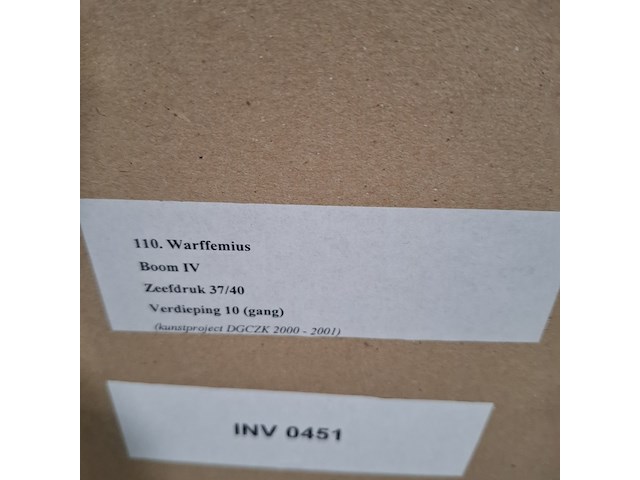 110. Warffemius
Boom IV
Zeefdruk 37/40
Verdieping 10 (gang)
(kunstproject DGCZK 2000 - 2001)
INV 0451